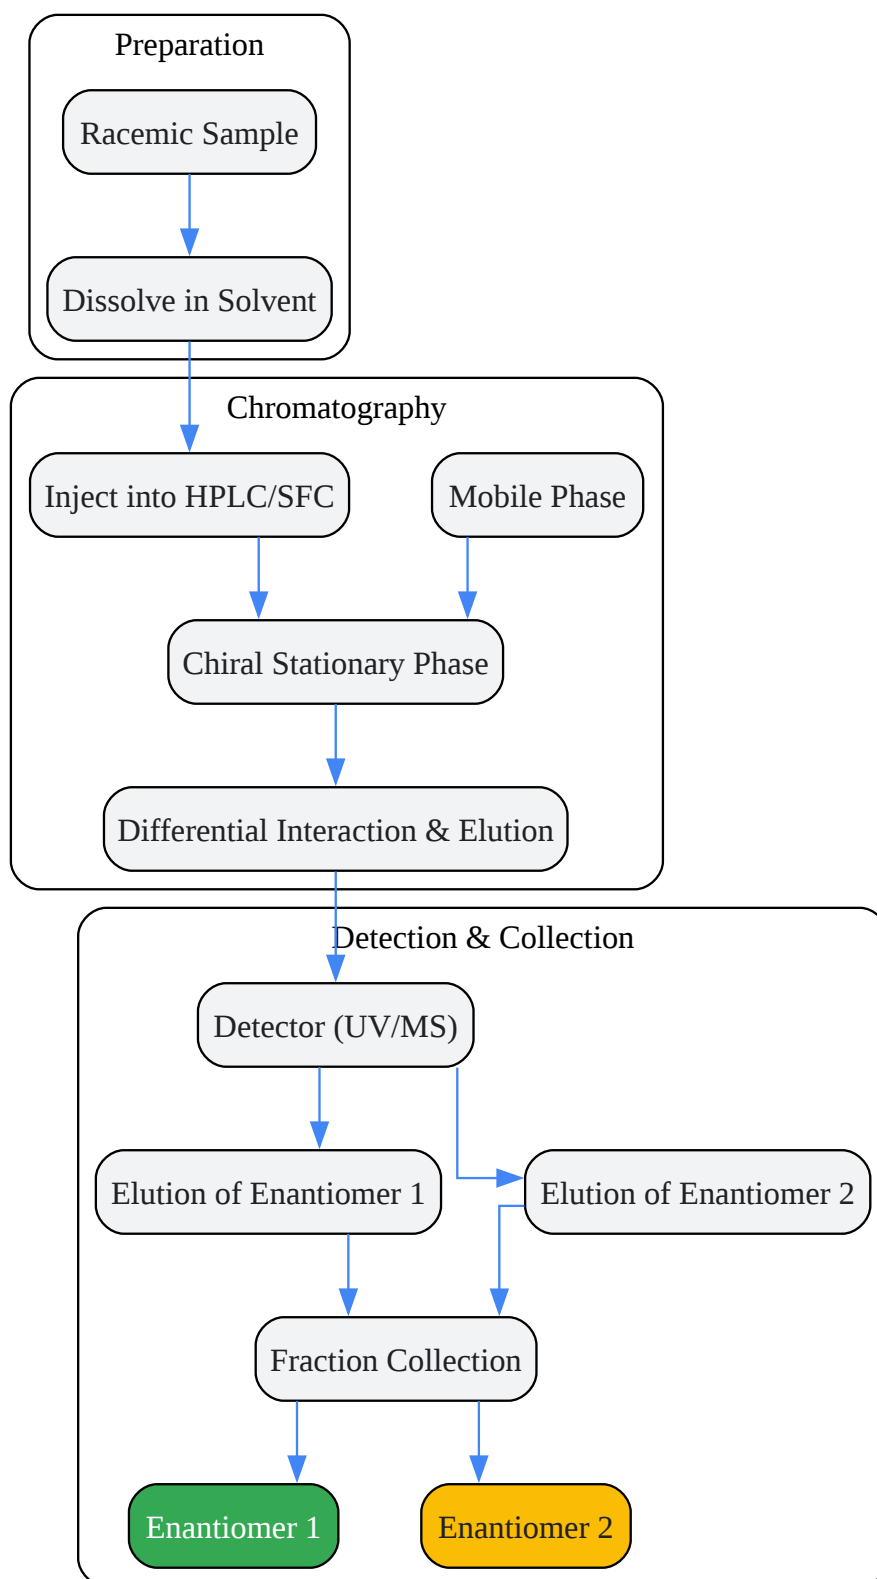 Preparation
Racemic Sample
Dissolve in Solvent
Chromatography
Inject into HPLC/SFC
Mobile Phase
Chiral Stationary Phase
Differential Interaction & Elution
Detection & Collection
Detector (UV/MS)
Elution of Enantiomer 1
Elution of Enantiomer 2
Fraction Collection
Enantiomer 1
Enantiomer 2